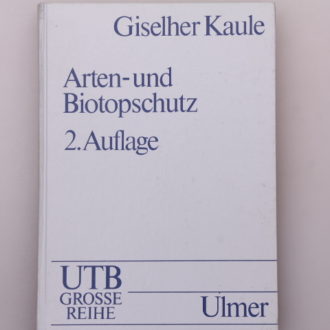 Giselher Kaule
Arten-und
Biotopschutz
2. Auflage
UTB
GROSSE
REIHE
Ulmer